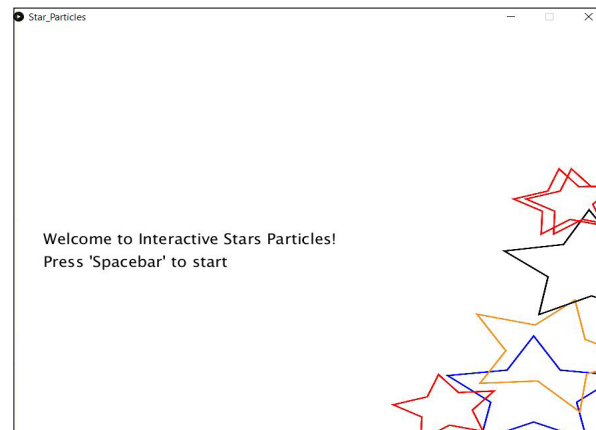 Star_Particles
Welcome to Interactive Stars Particles!
Press 'Spacebar' to start